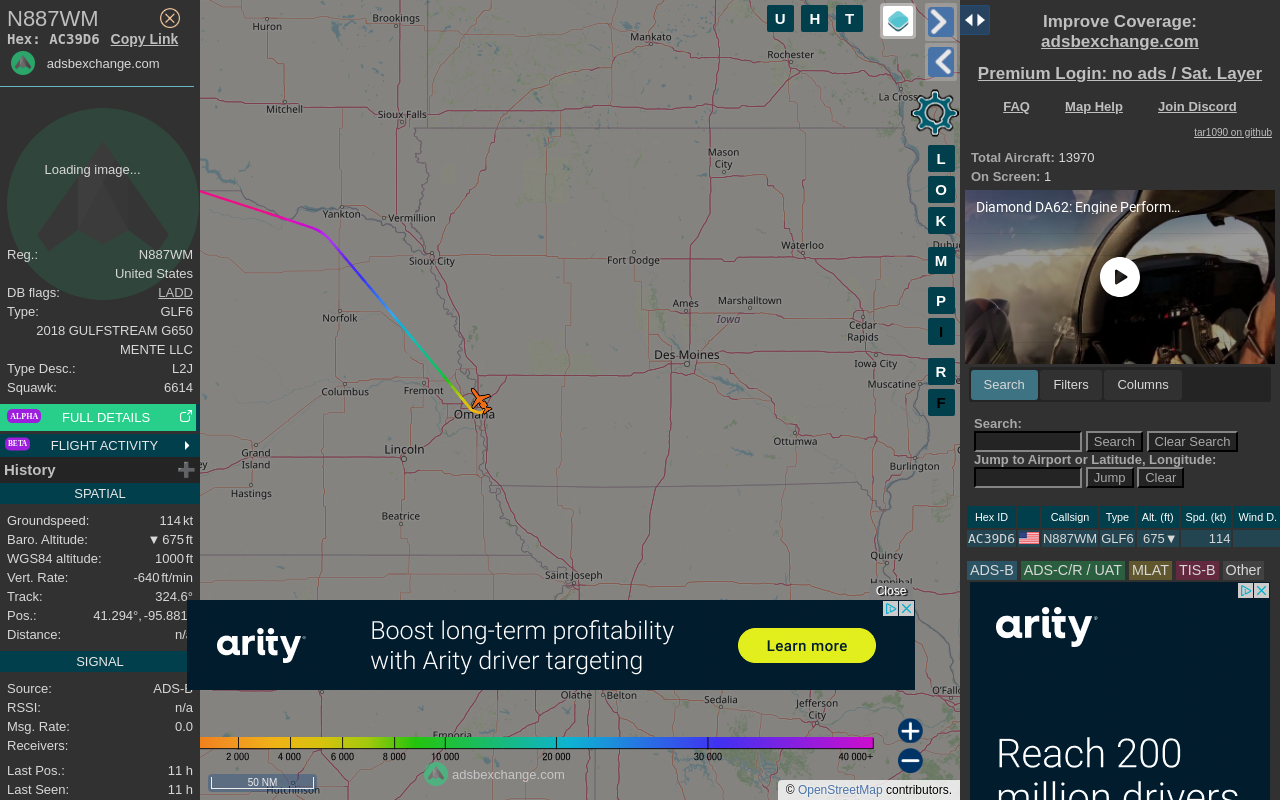 N887WM
Hex: AC39D6 Copy Link
adsbexchange.com
Loading image...
Reg.: N887WM
United States
DB flags: LADD
Type: GLF6
2018 GULFSTREAM G650
MENTE LLC
Type Desc.: L2J
Squawk: 6614
ALPHA FULL DETAILS
BETA FLIGHT ACTIVITY
History
SPATIAL
Groundspeed: 114 kt
Baro. Altitude: ▼ 675 ft
WGS84 altitude: 1000 ft
Vert. Rate: -640 ft/min
Track: 324.6°
Pos.: 41.294°, -95.881
Distance: n/a
SIGNAL
Source: ADS-B
RSSI: n/a
Msg. Rate: 0.0
Receivers:
Last Pos.: 11 h
Last Seen: 11 h
Huron
Brookings
Mankato
Rochester
La Crosse
Mitchell
Sioux Falls
Mason
City
Yankton
Vermillion
Sioux City
Fort Dodge
Waterloo
Dubu
Ames
Marshalltown
Iowa
Norfolk
Cedar
Rapids
Des Moines
Iowa City
Columbus
Fremont
Muscatine
Omaha
Grand
Island
Lincoln
Ottumwa
Burlington
Hastings
Beatrice
Quincy
Saint Joseph
Hannibal
Olathe
Belton
Sedalia
Jefferson
City
O'Fallo
Emporia
Hutchinson
U H T
L
O
K
M
P
I
R
F
Close
arity
Boost long-term profitability
with Arity driver targeting
Learn more
2 000 4 000 6 000 8 000 10 000 20 000 30 000 40 000+
adsbexchange.com
50 NM
© OpenStreetMap contributors.
Improve Coverage:
adsbexchange.com
Premium Login: no ads / Sat. Layer
FAQ Map Help Join Discord
tar1090 on github
Total Aircraft: 13970
On Screen: 1
Diamond DA62: Engine Perform...
Search Filters Columns
Search:
Search Clear Search
Jump to Airport or Latitude, Longitude:
Jump Clear
Hex ID Callsign Type Alt. (ft) Spd. (kt) Wind D.
AC39D6 N887WM GLF6 675▼ 114
ADS-B ADS-C/R / UAT MLAT TIS-B Other
arity
Reach 200
million drivers